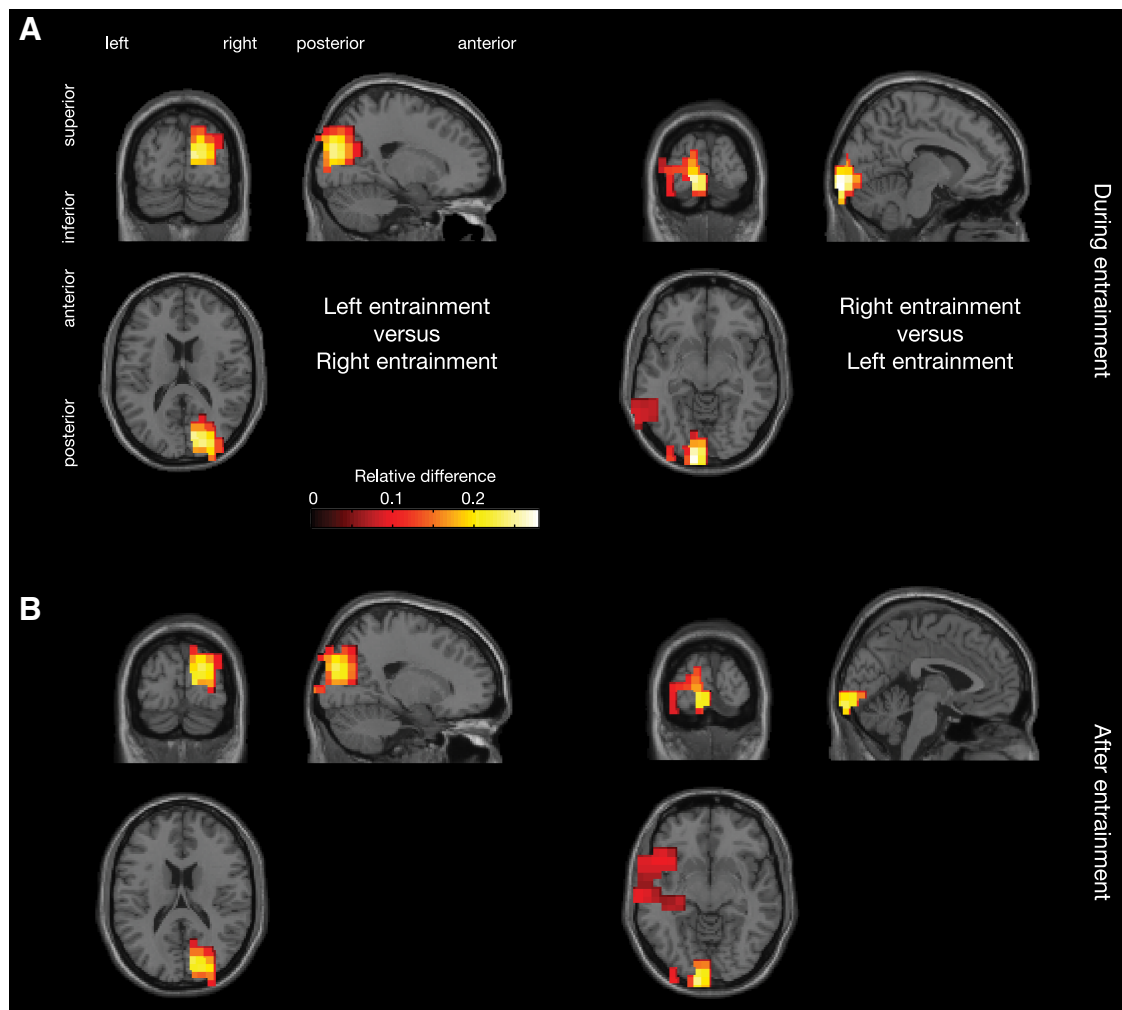 A
left
right
posterior
anterior
superior
inferior
anterior
posterior
Left entrainment
versus
Right entrainment
Right entrainment
versus
Left entrainment
During entrainment
Relative difference
0
0.1
0.2
B
After entrainment